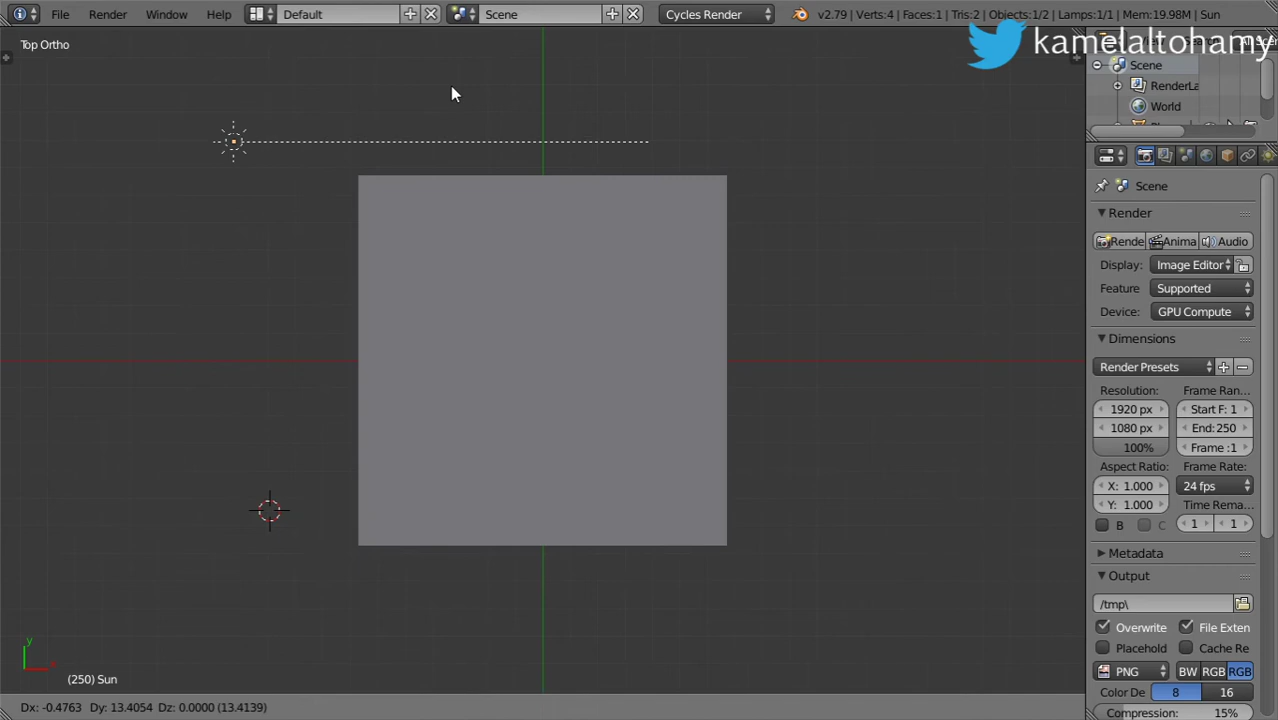 File Render Window Help Default Scene Cycles Render v2.79 | Verts:4 | Faces:1 | Tris:2 | Objects:1/2 | Lamps:1/1 | Mem:19.98M | Sun
Top Ortho
kamelaltohamy
Scene
RenderLa
World
Scene
Render
Rende Anima Audio
Display: Image Editor
Feature Supported
Device: GPU Compute
Dimensions
Render Presets
Resolution: Frame Ran
1920 px Start F: 1
1080 px End: 250
100% Frame :1
Aspect Ratio: Frame Rate:
X: 1.000 24 fps
Y: 1.000 Time Rema
B C 1 1
Metadata
Output
/tmp\
Overwrite File Exten
Placehold Cache Re
PNG BW RGB RGB
Color De 8 16
Compression: 15%
y
x
(250) Sun
Dx: -0.4763 Dy: 13.4054 Dz: 0.0000 (13.4139)